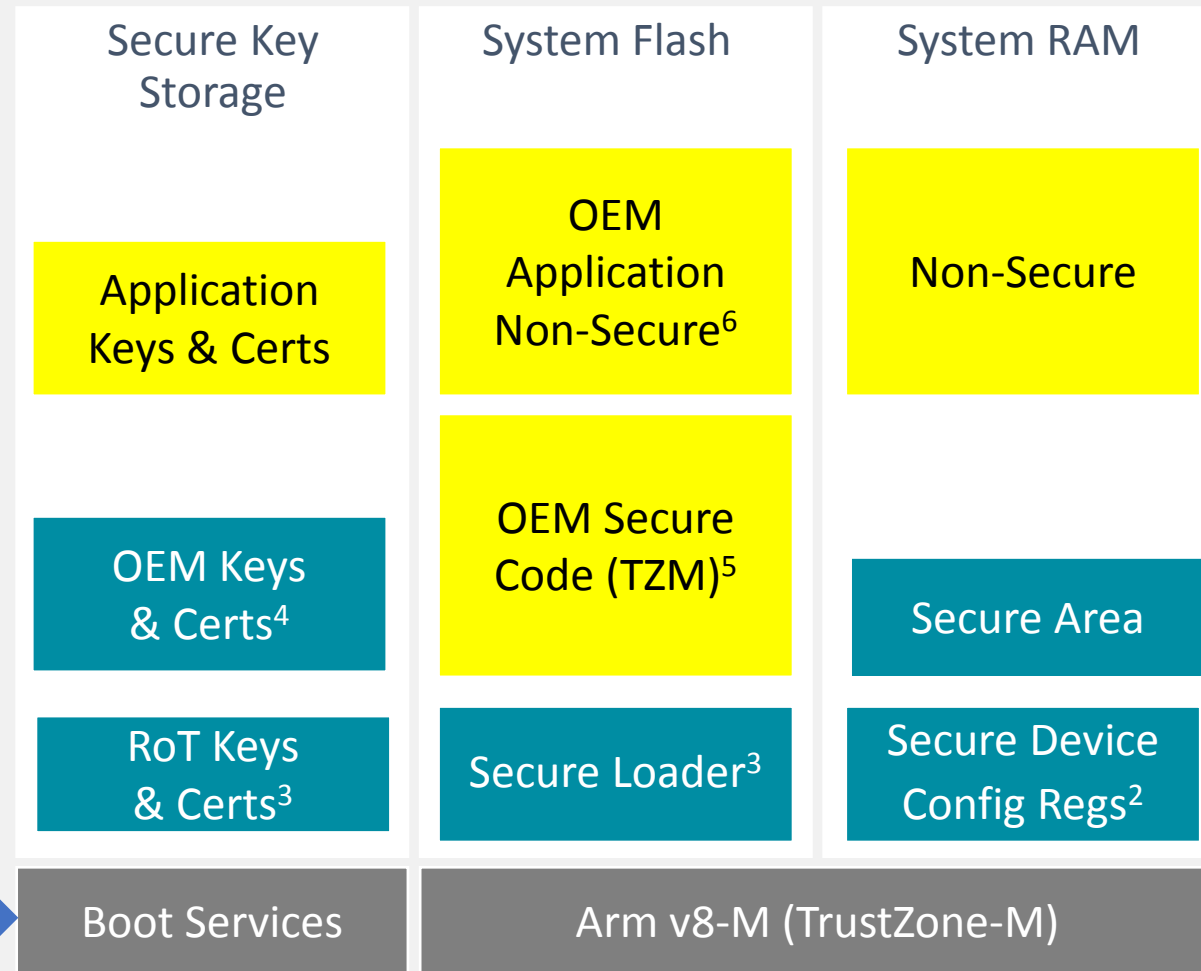 Secure Key
Storage
Application
Keys & Certs
OEM Keys
& Certs⁴
RoT Keys
& Certs³
System Flash
OEM
Application
Non-Secure⁶
OEM Secure
Code (TZM)⁵
Secure Loader³
System RAM
Non-Secure
Secure Area
Secure Device
Config Regs²
Boot Services
Arm v8-M (TrustZone-M)